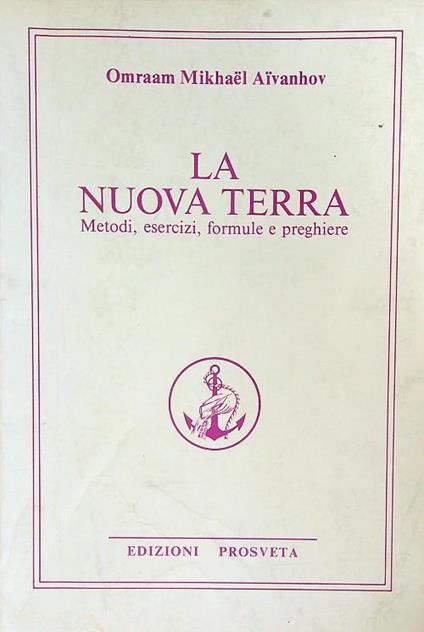 Omraam Mikhaël Aïvanhov
LA
NUOVA TERRA
Metodi, esercizi, formule e preghiere
EDIZIONI PROSVETA